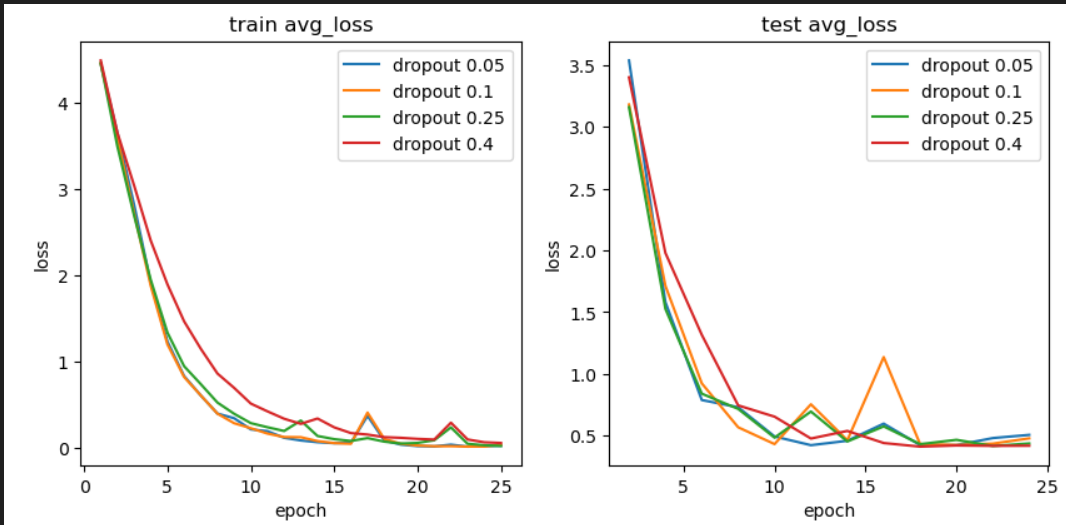 train avg_loss
dropout 0.05
dropout 0.1
dropout 0.25
dropout 0.4
4
3
2
1
0
loss
0 5 10 15 20 25
epoch
test avg_loss
dropout 0.05
dropout 0.1
dropout 0.25
dropout 0.4
3.5
3.0
2.5
2.0
1.5
1.0
0.5
loss
5 10 15 20 25
epoch